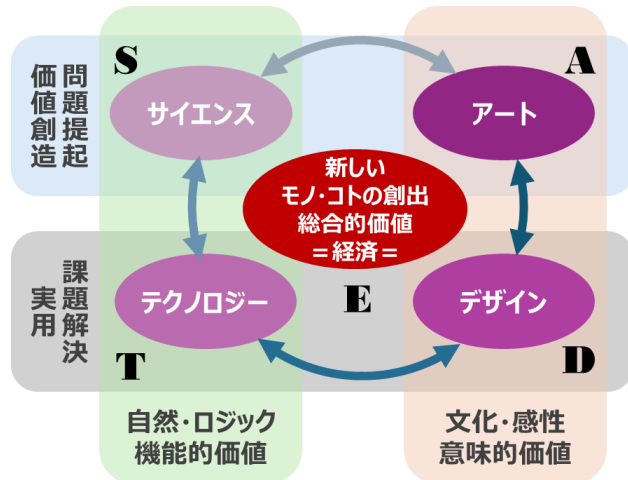 S
A
問題提起
価値創造
サイエンス
アート
新しい
モノ・コトの創出
総合的価値
＝経済＝
課題解決
実用
テクノロジー
デザイン
E
T
D
自然・ロジック
機能的価値
文化・感性
意味的価値